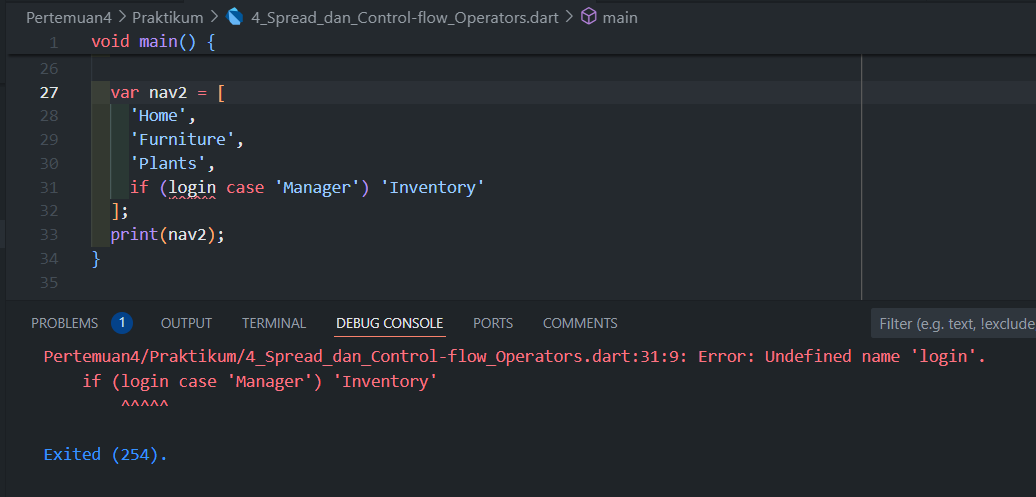 Pertemuan4 > Praktikum > 4_Spread_dan_Control-flow_Operators.dart > main
1 void main() {
26
27 var nav2 = [
28 'Home',
29 'Furniture',
30 'Plants',
31 if (login case 'Manager') 'Inventory'
32 ];
33 print(nav2);
34 }
35
PROBLEMS 1 OUTPUT TERMINAL DEBUG CONSOLE PORTS COMMENTS Filter (e.g. text, !exclude
Pertemuan4/Praktikum/4_Spread_dan_Control-flow_Operators.dart:31:9: Error: Undefined name 'login'.
if (login case 'Manager') 'Inventory'
^^^^^
Exited (254).